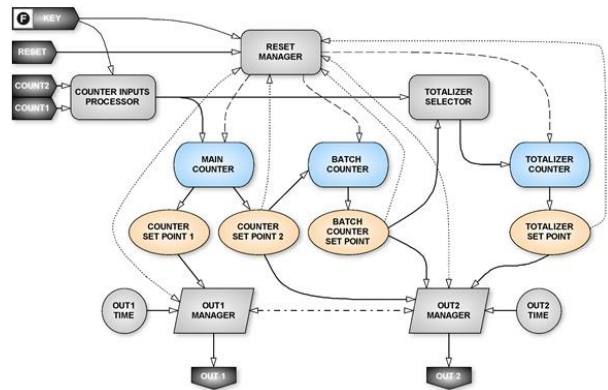 F KEY
RESET
COUNT2
COUNT1
COUNTER INPUTS
PROCESSOR
RESET
MANAGER
TOTALIZER
SELECTOR
MAIN
COUNTER
BATCH
COUNTER
TOTALIZER
COUNTER
COUNTER
SET POINT 1
COUNTER
SET POINT 2
BATCH
COUNTER
SET POINT
TOTALIZER
SET POINT
OUT1
TIME
OUT1
MANAGER
OUT2
MANAGER
OUT2
TIME
OUT 1
OUT 2